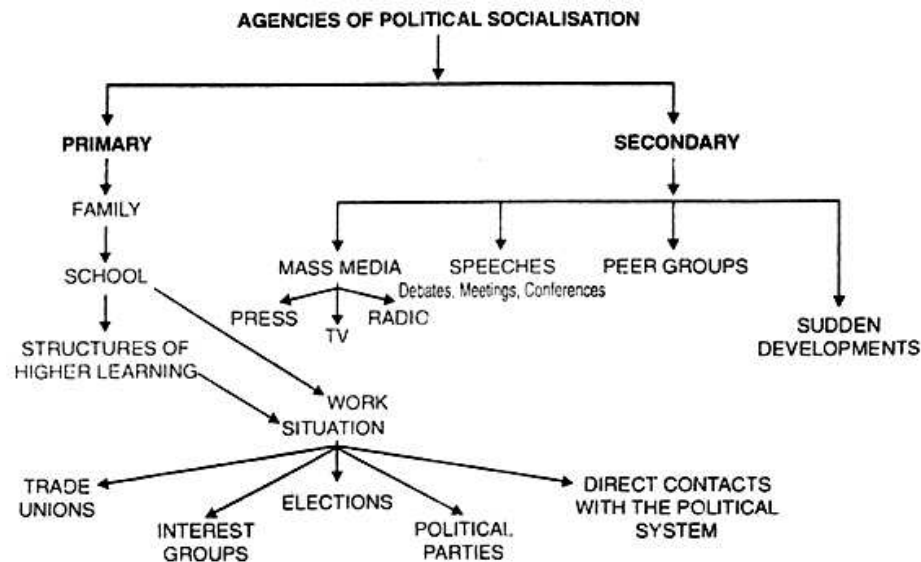 AGENCIES OF POLITICAL SOCIALISATION
PRIMARY
SECONDARY
FAMILY
SCHOOL
STRUCTURES OF
HIGHER LEARNING
MASS MEDIA
PRESS
TV
RADIO
SPEECHES
Debates, Meetings, Conferences
PEER GROUPS
SUDDEN
DEVELOPMENTS
WORK
SITUATION
TRADE
UNIONS
INTEREST
GROUPS
ELECTIONS
POLITICAL
PARTIES
DIRECT CONTACTS
WITH THE POLITICAL
SYSTEM